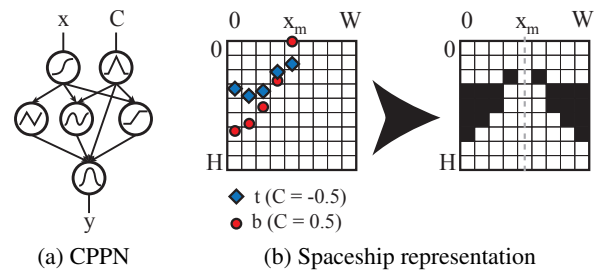 x C
y
(a) CPPN
0 x_m W
0
H
t (C = -0.5)
b (C = 0.5)
0 x_m W
0
H
(b) Spaceship representation